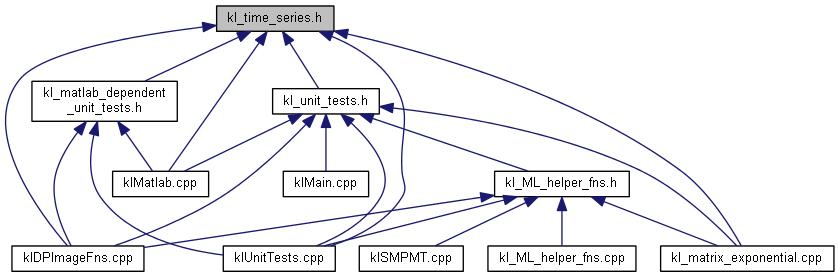 kl_time_series.h
kl_matlab_dependent
_unit_tests.h
kl_unit_tests.h
klMatlab.cpp
klMain.cpp
kl_ML_helper_fns.h
klDPImageFns.cpp
klUnitTests.cpp
klSMPMT.cpp
kl_ML_helper_fns.cpp
kl_matrix_exponential.cpp